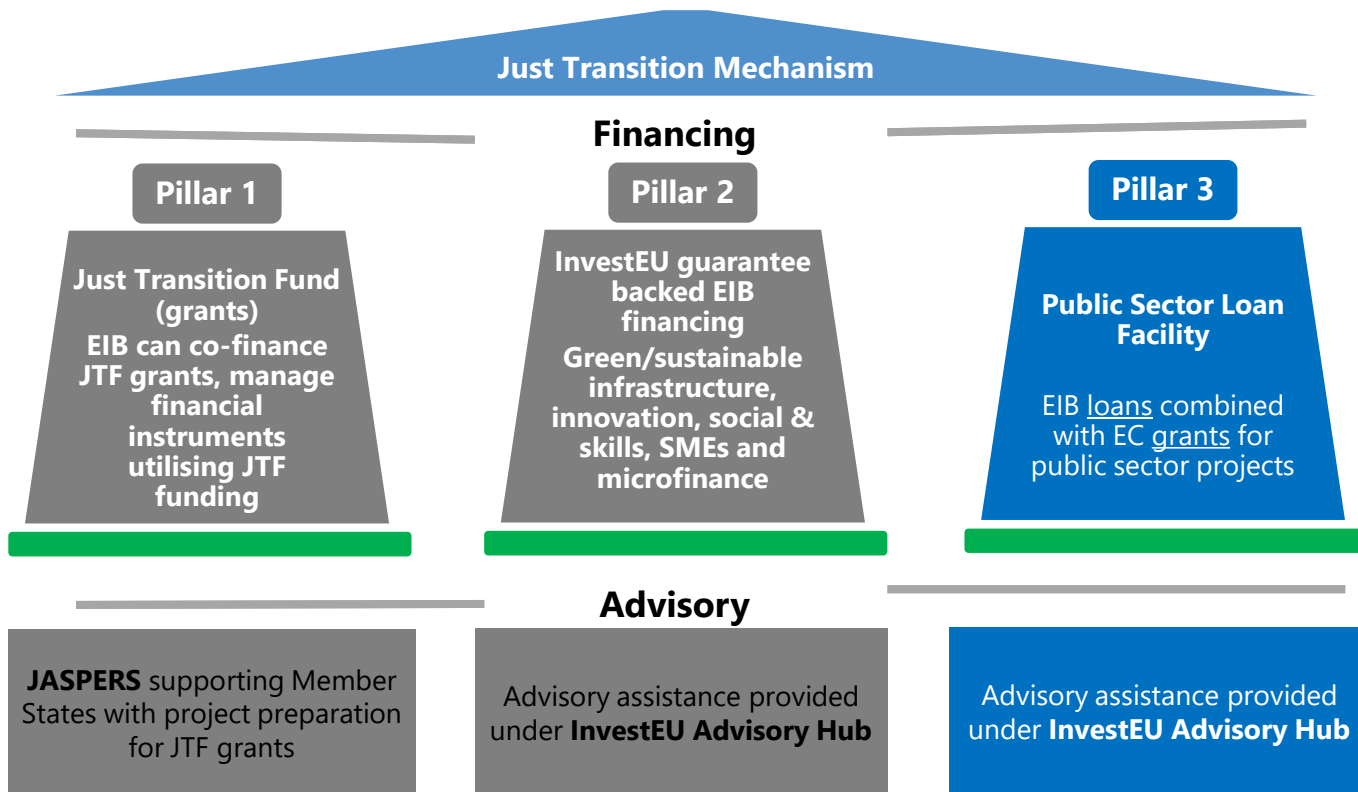 Just Transition Mechanism
Financing
Pillar 1
Just Transition Fund
(grants)
EIB can co-finance
JTF grants, manage
financial
instruments
utilising JTF
funding
Pillar 2
InvestEU guarantee
backed EIB
financing
Green/sustainable
infrastructure,
innovation, social &
skills, SMEs and
microfinance
Pillar 3
Public Sector Loan
Facility
EIB loans combined
with EC grants for
public sector projects
Advisory
JASPERS supporting Member
States with project preparation
for JTF grants
Advisory assistance provided
under InvestEU Advisory Hub
Advisory assistance provided
under InvestEU Advisory Hub